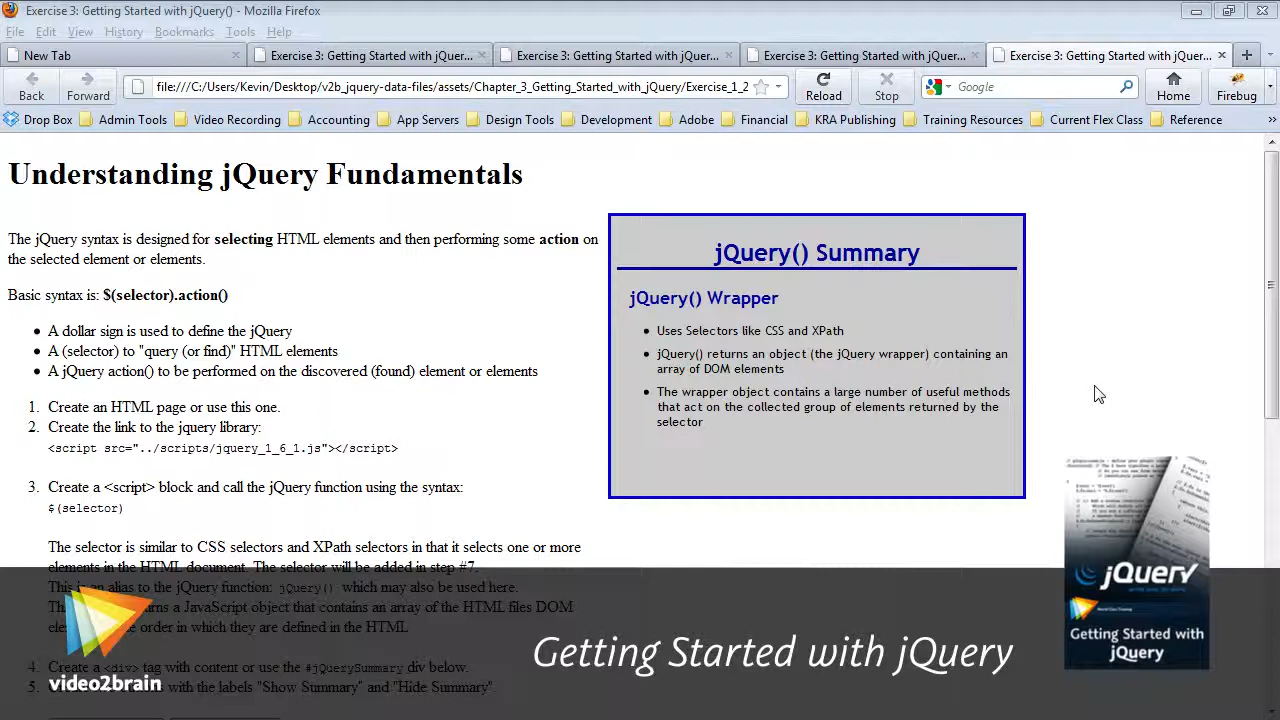 Exercise 3: Getting Started with jQuery() - Mozilla Firefox
File Edit View History Bookmarks Tools Help
New Tab
Exercise 3: Getting Started with jQuer...
Exercise 3: Getting Started with jQuery(...
Exercise 3: Getting Started with jQuery(...
Exercise 3: Getting Started with jQuery(...
Back Forward file:///C:/Users/Kevin/Desktop/v2b_jquery-data-files/assets/Chapter_3_Getting_Started_with_jQuery/Exercise_1_2 Reload Stop Google Home Firebug
Drop Box Admin Tools Video Recording Accounting App Servers Design Tools Development Adobe Financial KRA Publishing Training Resources Current Flex Class Reference
Understanding jQuery Fundamentals
The jQuery syntax is designed for selecting HTML elements and then performing some action on
the selected element or elements.
Basic syntax is: $(selector).action()
• A dollar sign is used to define the jQuery
• A (selector) to "query (or find)" HTML elements
• A jQuery action() to be performed on the discovered (found) element or elements
1. Create an HTML page or use this one.
2. Create the link to the jquery library:
<script src="../scripts/jquery_1_6_1.js"></script>
3. Create a <script> block and call the jQuery function using this syntax:
$(selector)
The selector is similar to CSS selectors and XPath selectors in that it selects one or more
elements in the HTML document. The selector will be added in step #7.
This is an alias to the jQuery function: jQuery() which may also be used here.
a JavaScript object that contains an array of the HTML files DOM
order in which they are defined in the HTML
4. Create a <div> tag with content or use the #jQuerySummary div below.
5. with the labels "Show Summary" and "Hide Summary".
jQuery() Summary
jQuery() Wrapper
• Uses Selectors like CSS and XPath
• jQuery() returns an object (the jQuery wrapper) containing an
array of DOM elements
• The wrapper object contains a large number of useful methods
that act on the collected group of elements returned by the
selector
video2brain
Getting Started with jQuery
jQuery
Getting Started with
jQuery